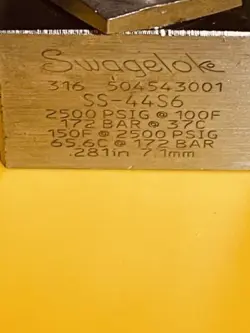 Swagelok
316 504543001
SS-44S6
2500 PSIG @ 100F
172 BAR @ 37C
150F @ 2500 PSIG
65.6C @ 172 BAR
.281in 7.1mm